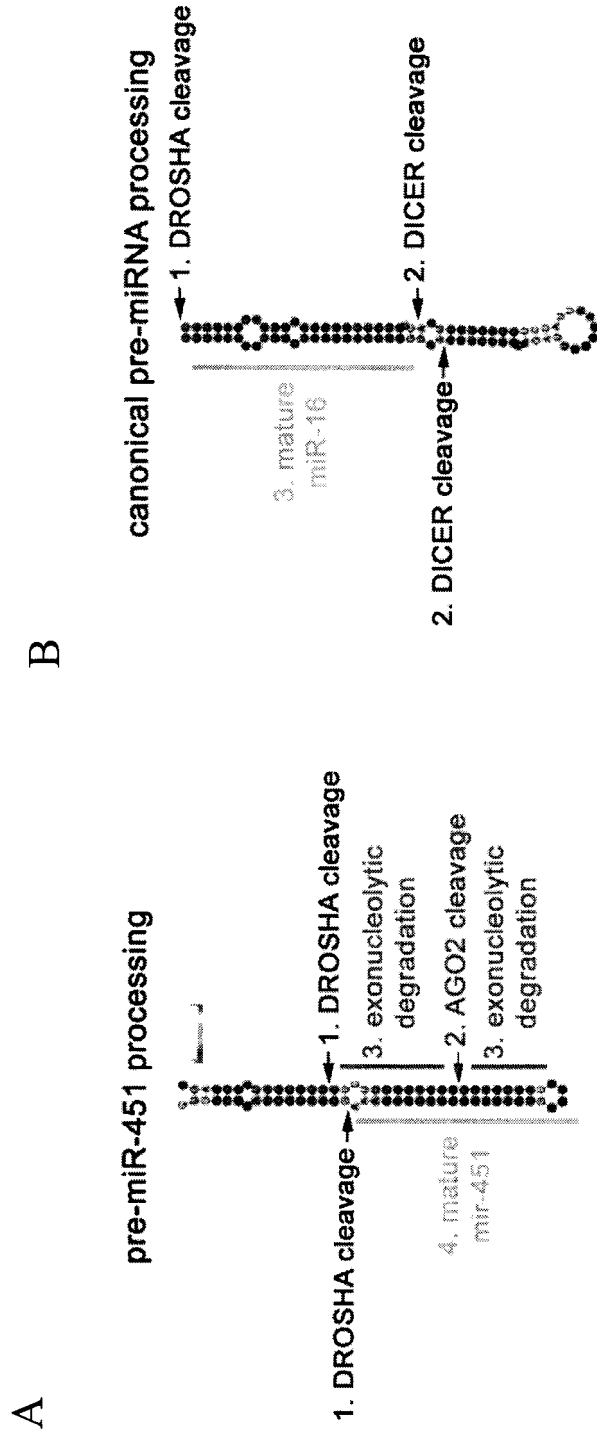 A
pre-miR-451 processing
1. DROSHA cleavage
1. DROSHA cleavage
3. exonucleolytic
degradation
2. AGO2 cleavage
3. exonucleolytic
degradation
4. mature
mir-451
B
canonical pre-miRNA processing
1. DROSHA cleavage
3. mature
miR-16
2. DICER cleavage
2. DICER cleavage